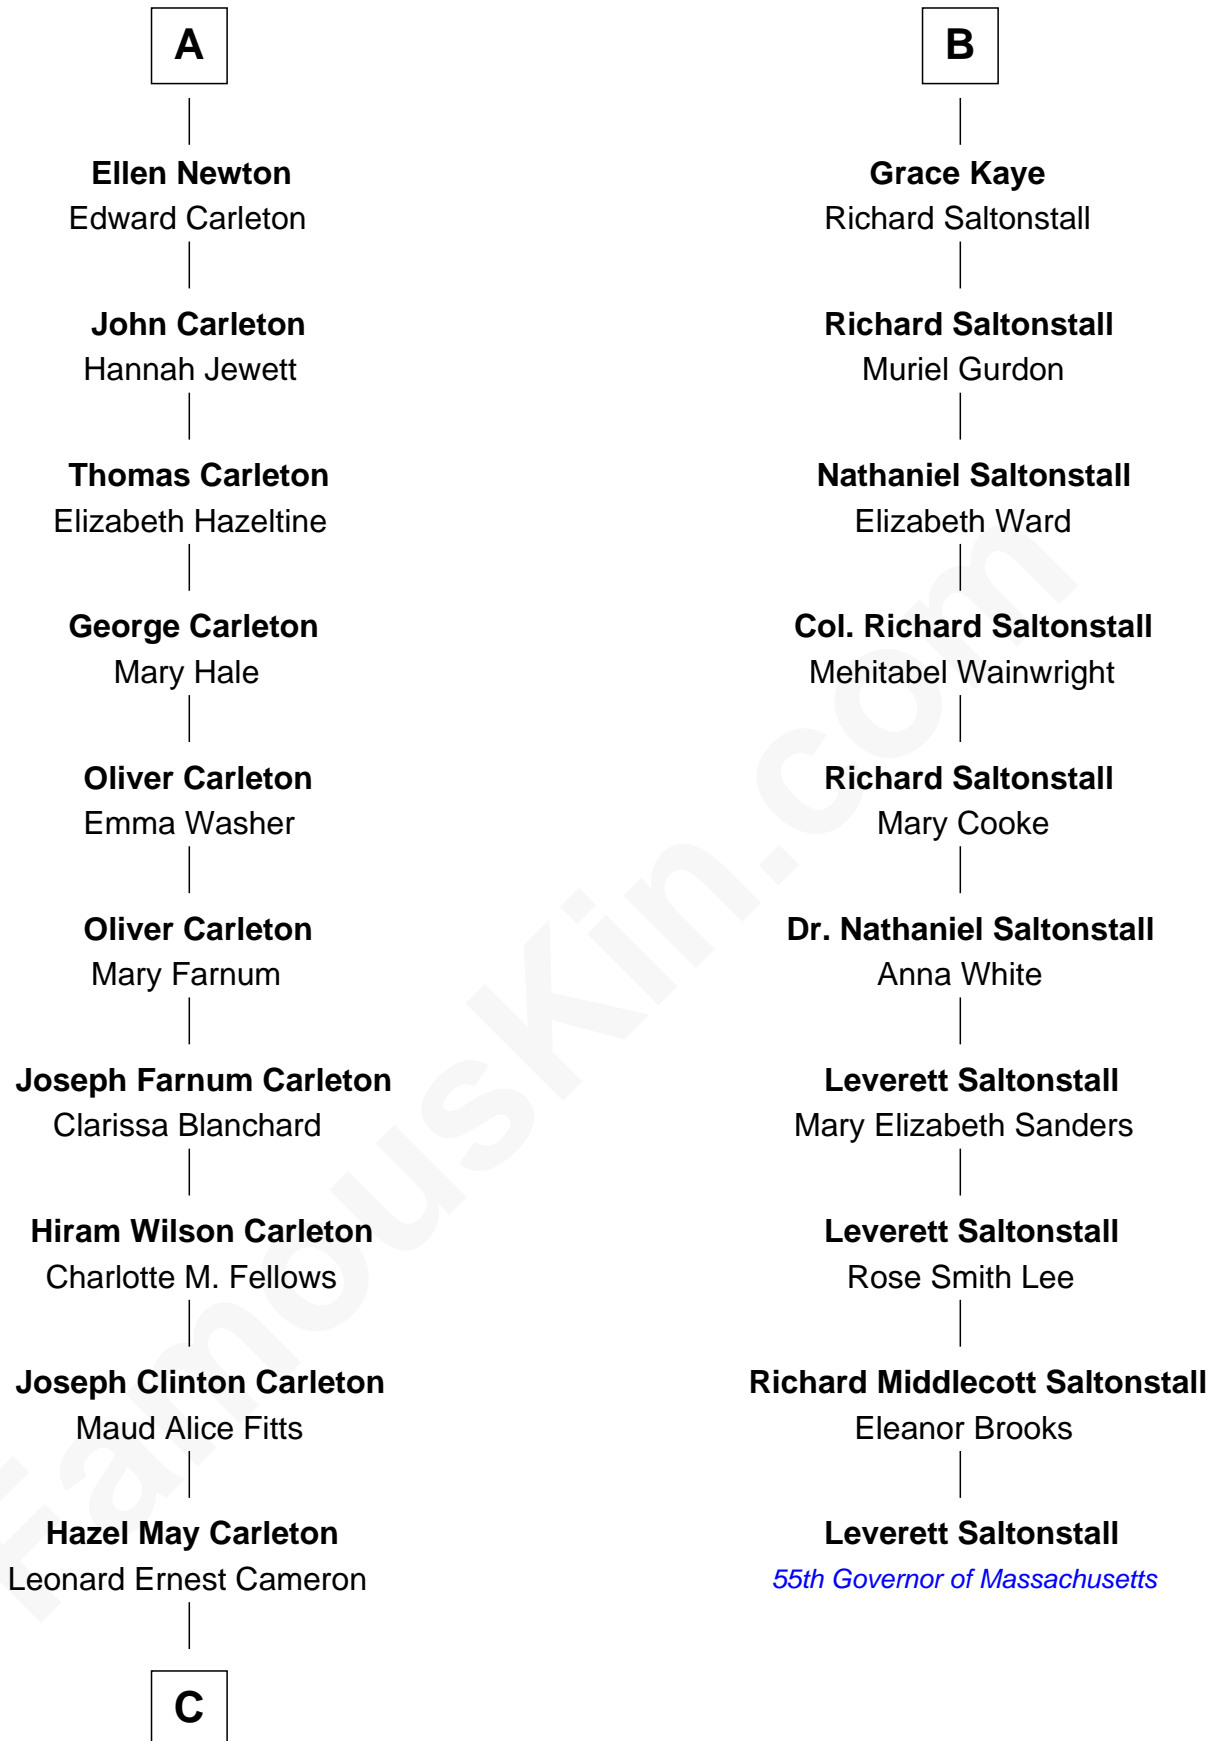 A
Ellen Newton
Edward Carleton
John Carleton
Hannah Jewett
Thomas Carleton
Elizabeth Hazeltine
George Carleton
Mary Hale
Oliver Carleton
Emma Washer
Oliver Carleton
Mary Farnum
Joseph Farnum Carleton
Clarissa Blanchard
Hiram Wilson Carleton
Charlotte M. Fellows
Joseph Clinton Carleton
Maud Alice Fitts
Hazel May Carleton
Leonard Ernest Cameron
C
B
Grace Kaye
Richard Saltonstall
Richard Saltonstall
Muriel Gurdon
Nathaniel Saltonstall
Elizabeth Ward
Col. Richard Saltonstall
Mehitabel Wainwright
Richard Saltonstall
Mary Cooke
Dr. Nathaniel Saltonstall
Anna White
Leverett Saltonstall
Mary Elizabeth Sanders
Leverett Saltonstall
Rose Smith Lee
Richard Middlecott Saltonstall
Eleanor Brooks
Leverett Saltonstall
55th Governor of Massachusetts
FamousKin.com